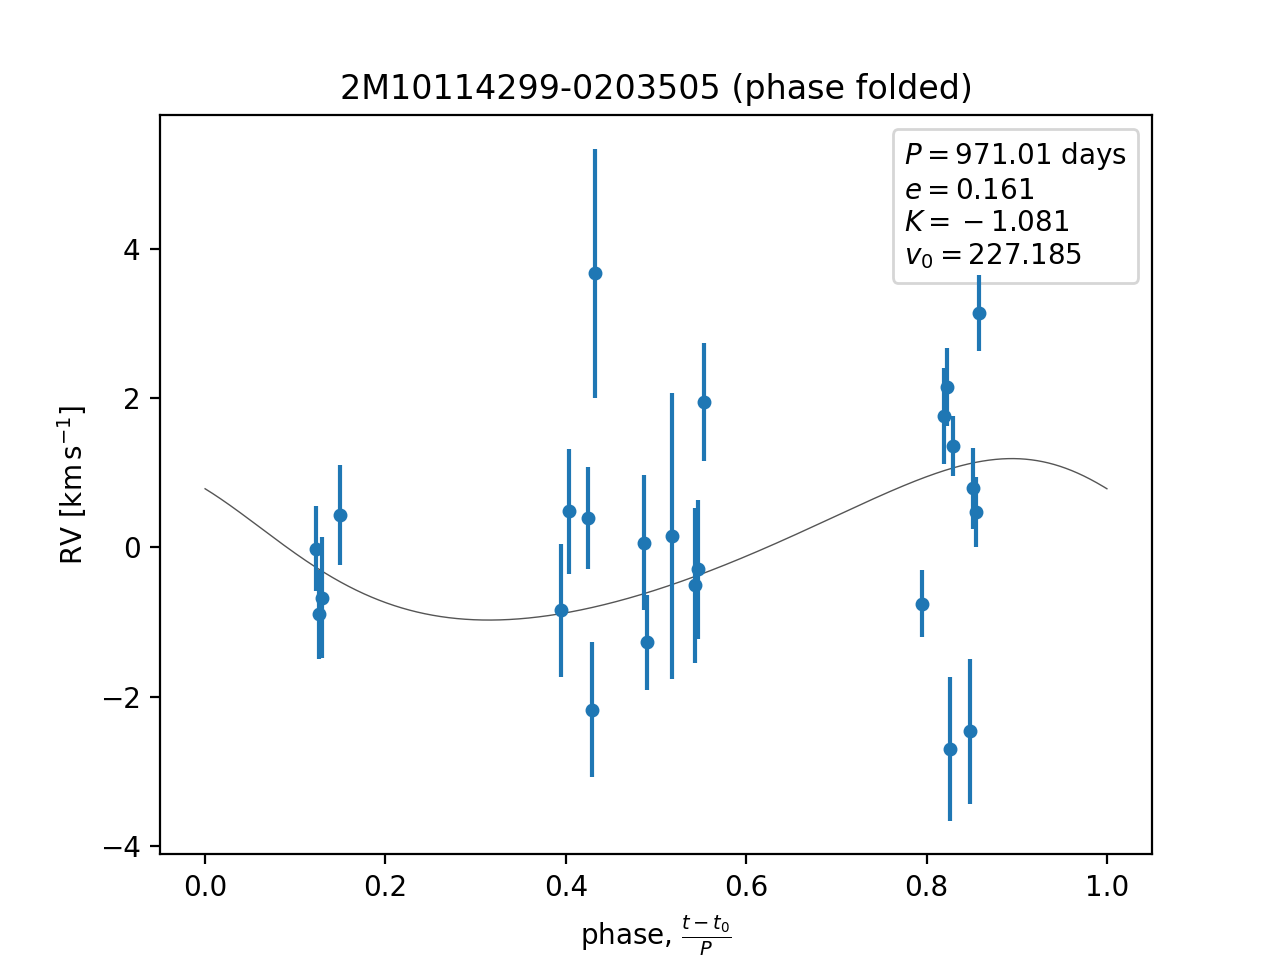 2M10114299-0203505 (phase folded)
P = 971.01 days
e = 0.161
K = −1.081
v₀ = 227.185
4
2
0
−2
−4
RV [km s⁻¹]
0.0 0.2 0.4 0.6 0.8 1.0
phase, (t − t₀)/P